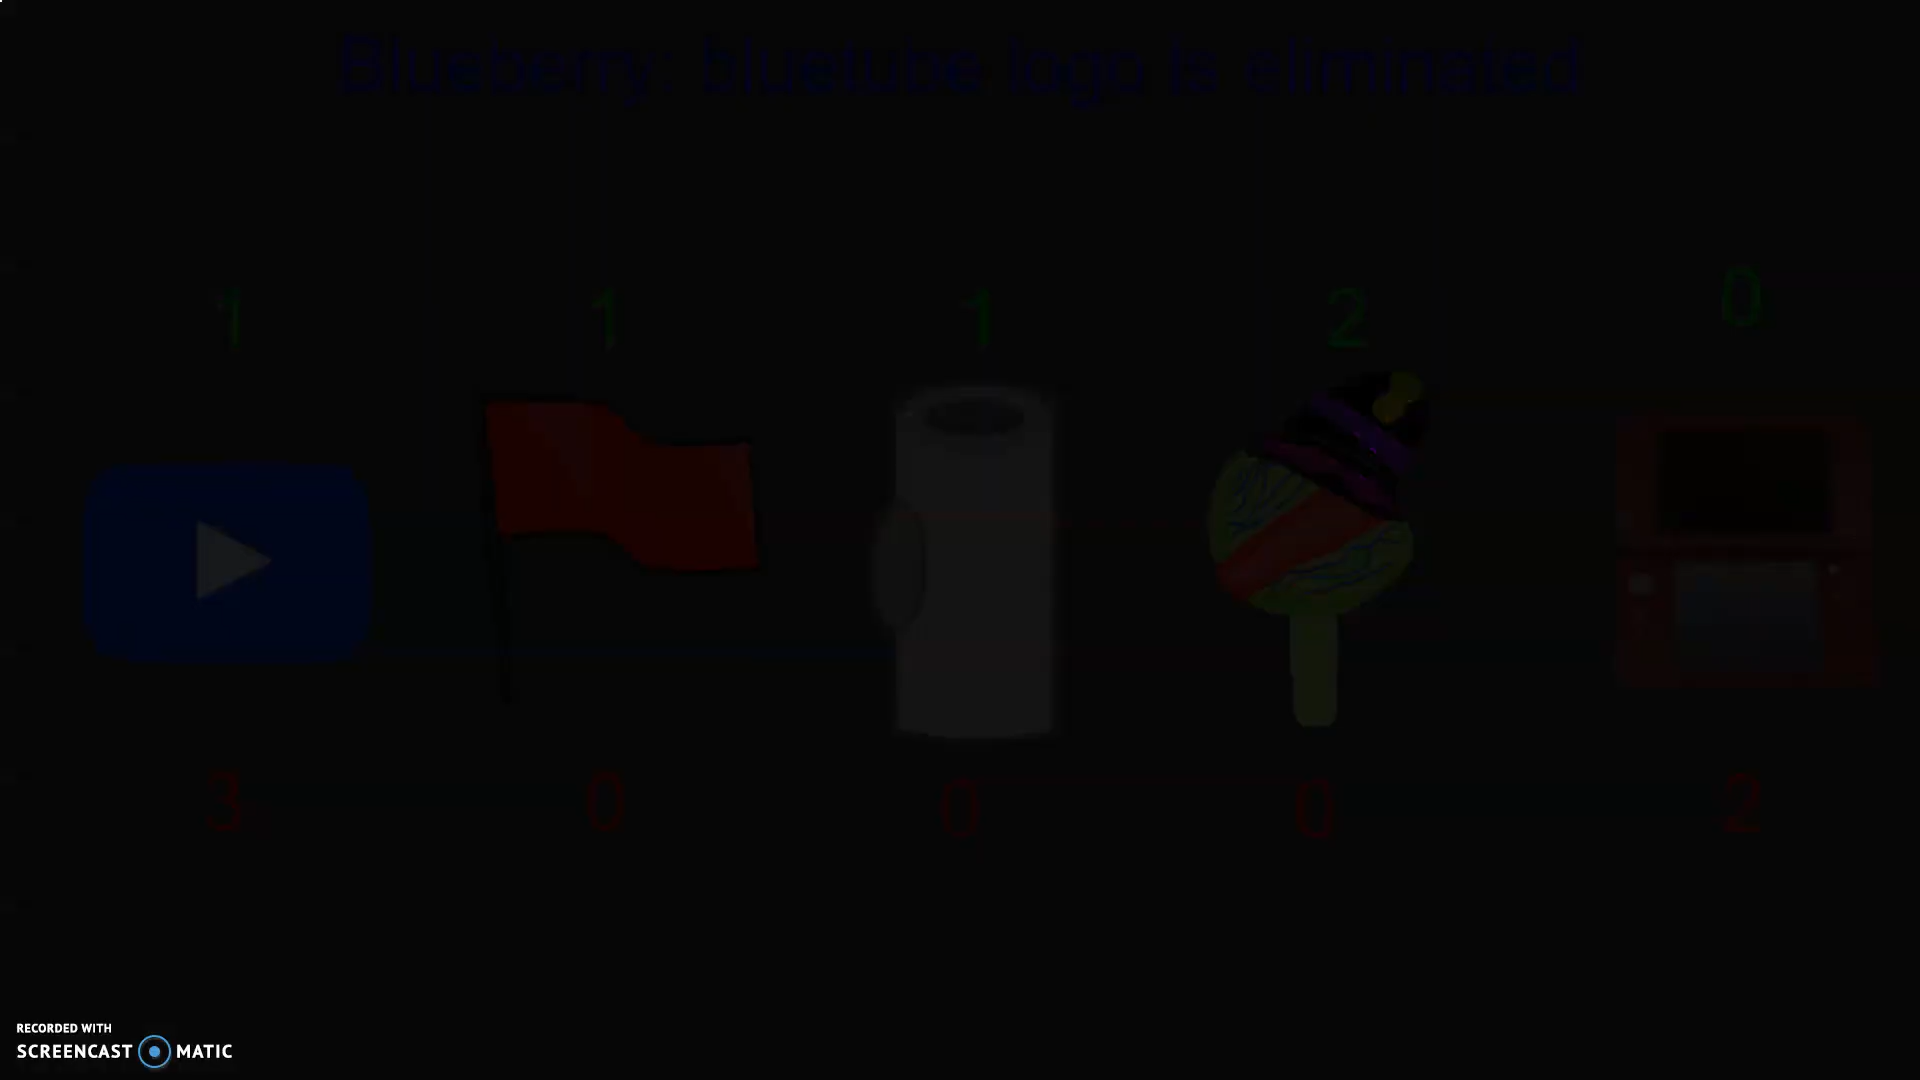 Blueberry: bluetube logo is eliminated
1 1 1 2 0
3 0 0 0 2
RECORDED WITH
SCREENCAST MATIC